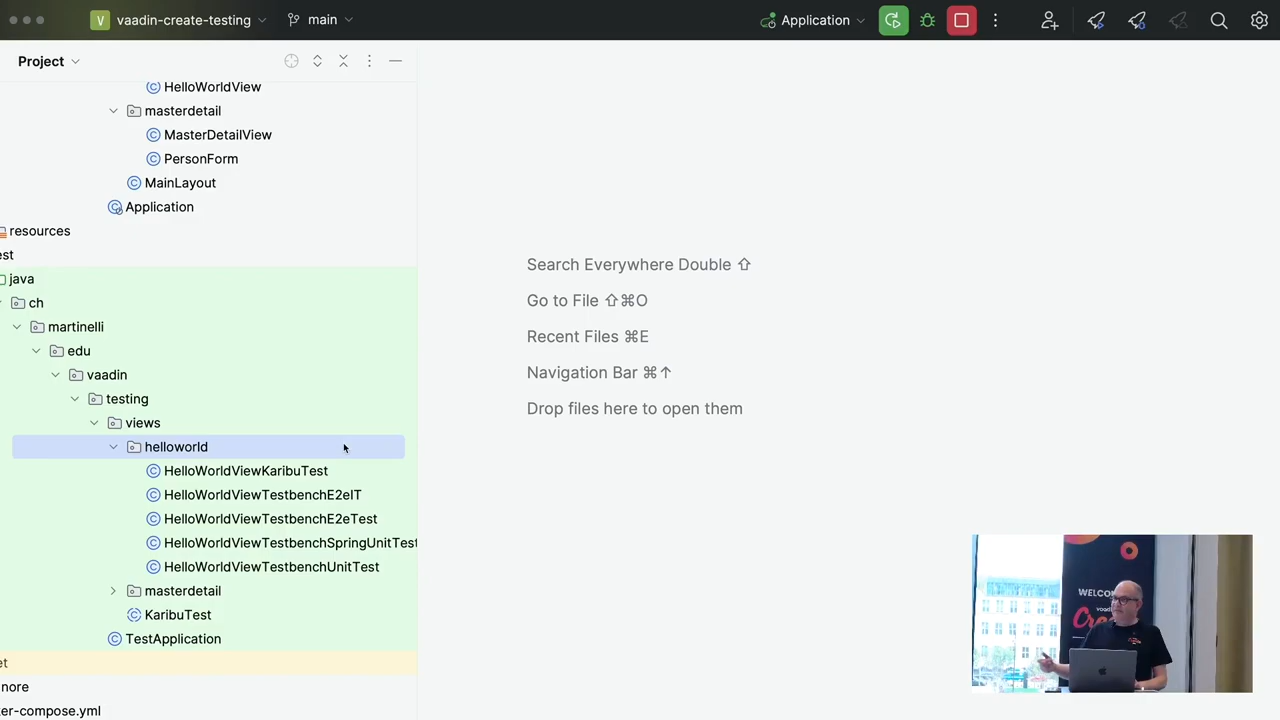 V vaadin-create-testing main Application
Project
HelloWorldView
masterdetail
MasterDetailView
PersonForm
MainLayout
Application
resources
est
java
ch
martinelli
edu
vaadin
testing
views
helloworld
HelloWorldViewKaribuTest
HelloWorldViewTestbenchE2eIT
HelloWorldViewTestbenchE2eTest
HelloWorldViewTestbenchSpringUnitTest
HelloWorldViewTestbenchUnitTest
masterdetail
KaribuTest
TestApplication
et
nore
er-compose.yml
Search Everywhere Double ⇧
Go to File ⇧⌘O
Recent Files ⌘E
Navigation Bar ⌘↑
Drop files here to open them